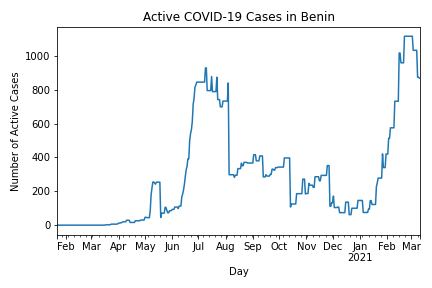 Active COVID-19 Cases in Benin
Number of Active Cases
1000
800
600
400
200
0
Feb Mar Apr May Jun Jul Aug Sep Oct Nov Dec Jan Feb Mar
2021
Day